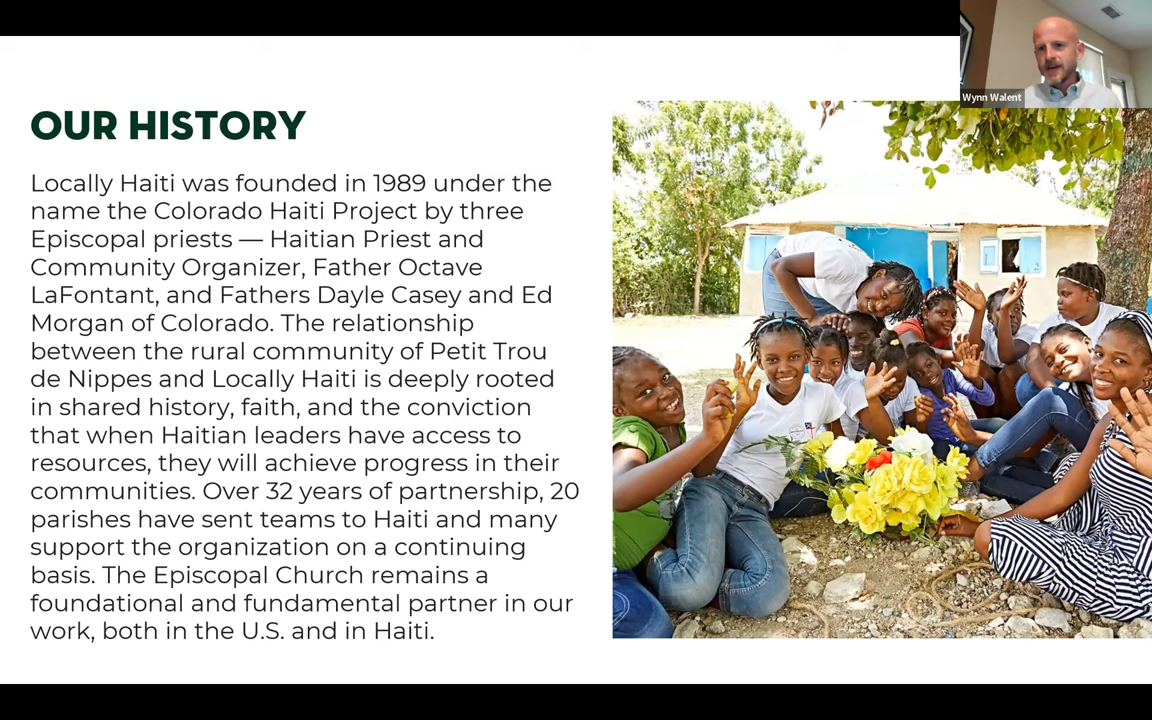 Wynn Walent
OUR HISTORY
Locally Haiti was founded in 1989 under the
name the Colorado Haiti Project by three
Episcopal priests — Haitian Priest and
Community Organizer, Father Octave
LaFontant, and Fathers Dayle Casey and Ed
Morgan of Colorado. The relationship
between the rural community of Petit Trou
de Nippes and Locally Haiti is deeply rooted
in shared history, faith, and the conviction
that when Haitian leaders have access to
resources, they will achieve progress in their
communities. Over 32 years of partnership, 20
parishes have sent teams to Haiti and many
support the organization on a continuing
basis. The Episcopal Church remains a
foundational and fundamental partner in our
work, both in the U.S. and in Haiti.